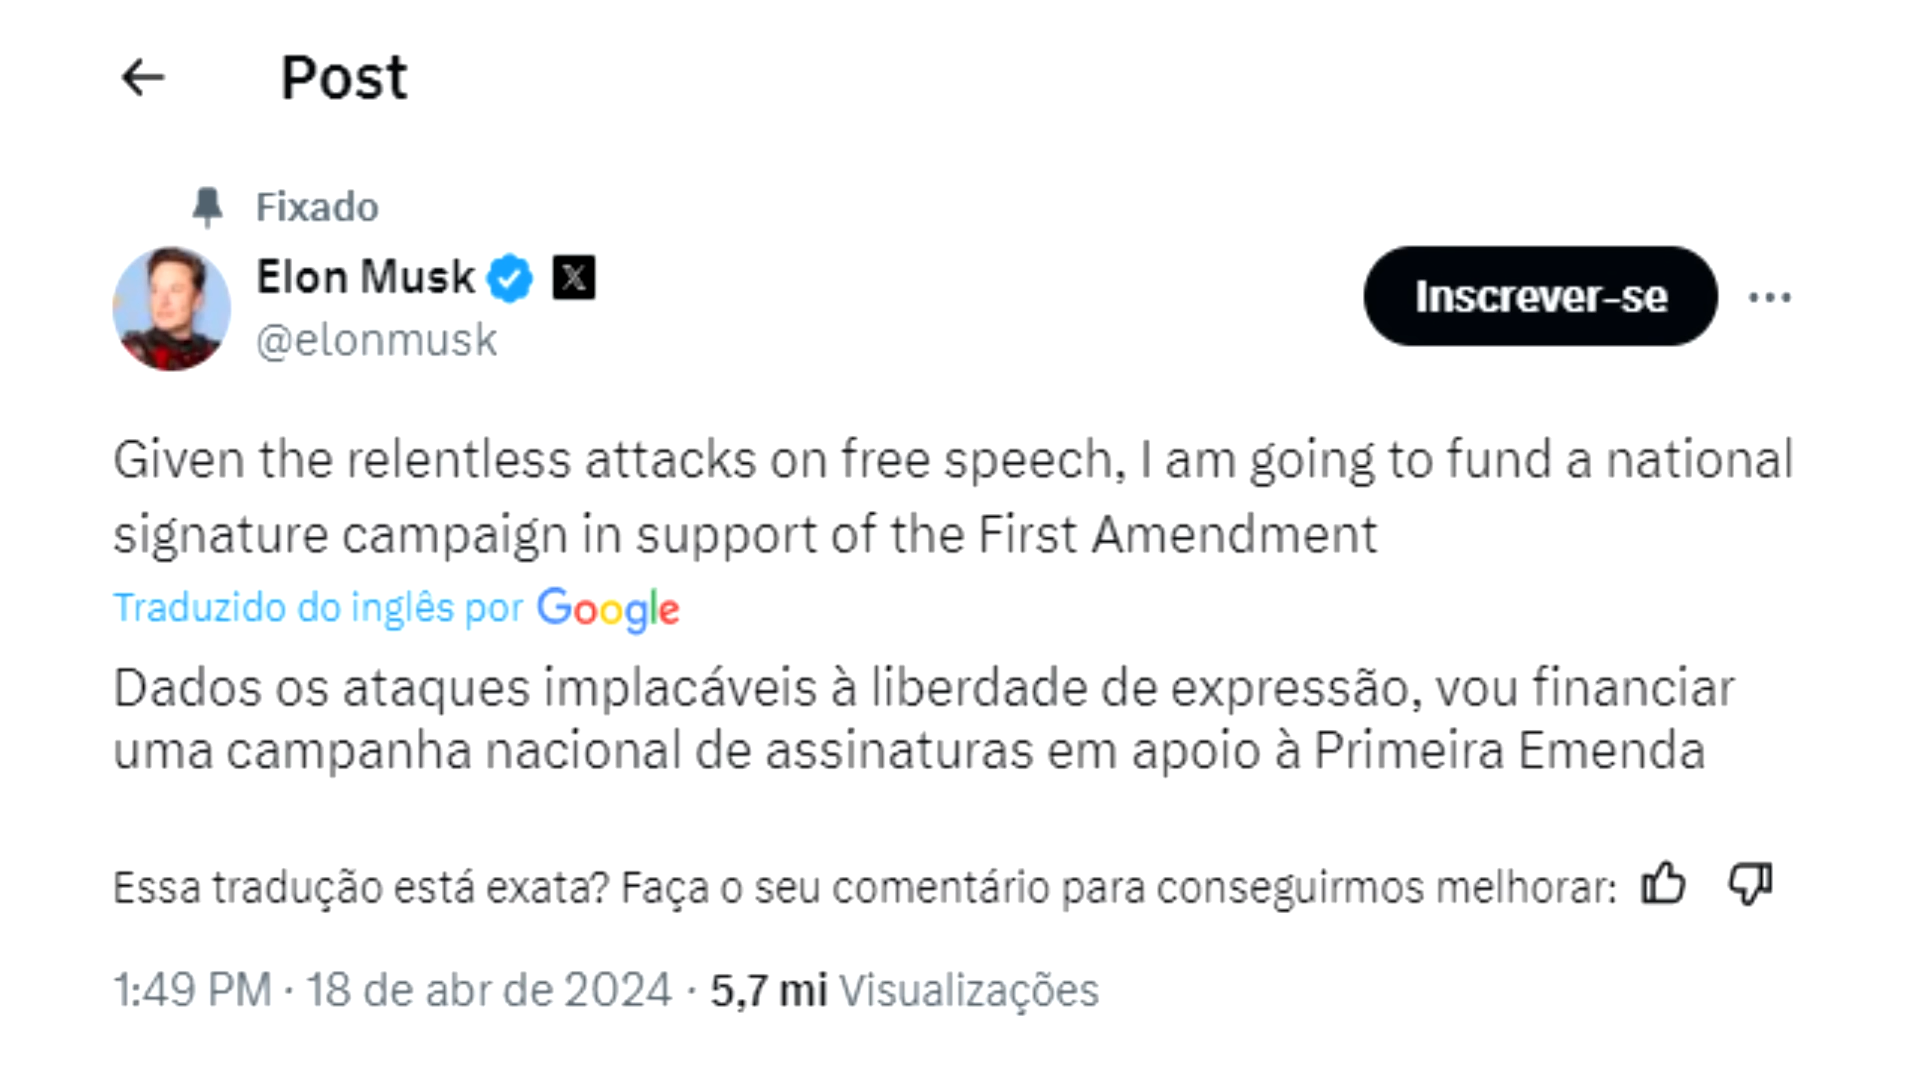 Post
Fixado
Elon Musk
@elonmusk
Inscrever-se
Given the relentless attacks on free speech, I am going to fund a national
signature campaign in support of the First Amendment
Traduzido do inglês por Google
Dados os ataques implacáveis à liberdade de expressão, vou financiar
uma campanha nacional de assinaturas em apoio à Primeira Emenda
Essa tradução está exata? Faça o seu comentário para conseguirmos melhorar:
1:49 PM · 18 de abr de 2024 · 5,7 mi Visualizações